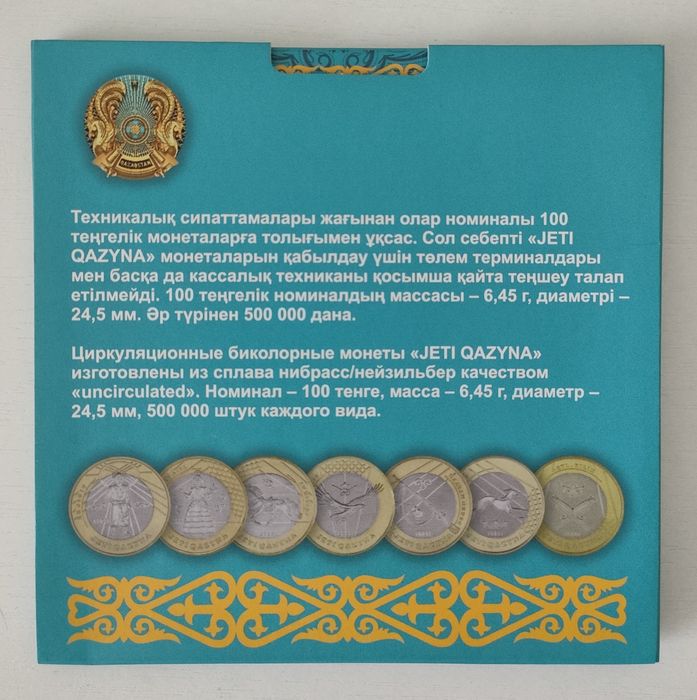 QAZAQSTAN
Техникалық сипаттамалары жағынан олар номиналы 100
теңгелік монеталарға толығымен ұқсас. Сол себепті «JETI
QAZYNA» монеталарын қабылдау үшін төлем терминалдары
мен басқа да кассалық техниканы қосымша қайта теңшеу талап
етілмейді. 100 теңгелік номиналдың массасы – 6,45 г, диаметрі –
24,5 мм. Әр түрінен 500 000 дана.
Циркуляционные биколорные монеты «JETI QAZYNA»
изготовлены из сплава нибрасс/нейзильбер качеством
«uncirculated». Номинал – 100 тенге, масса – 6,45 г, диаметр –
24,5 мм, 500 000 штук каждого вида.
JETI QAZYNA